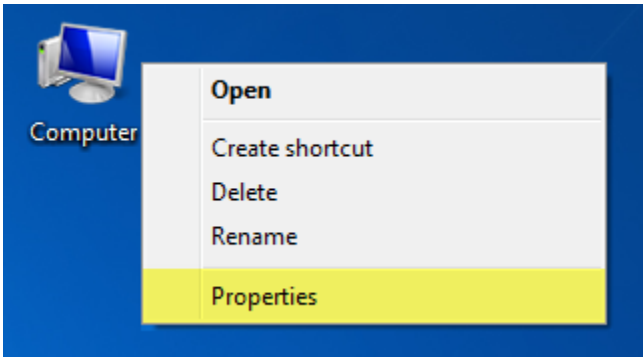 Computer
Open
Create shortcut
Delete
Rename
Properties